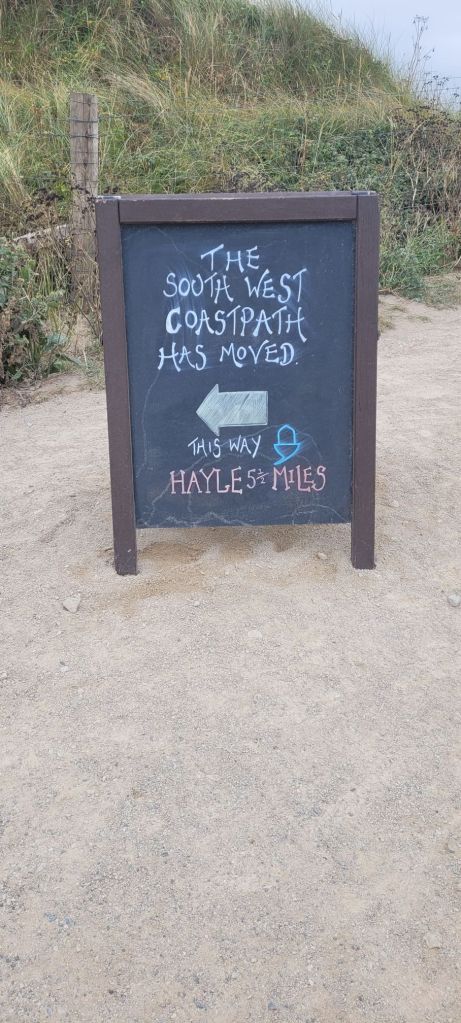 THE
SOUTH WEST
COASTPATH
HAS MOVED.
THIS WAY
HAYLE 5½ MILES